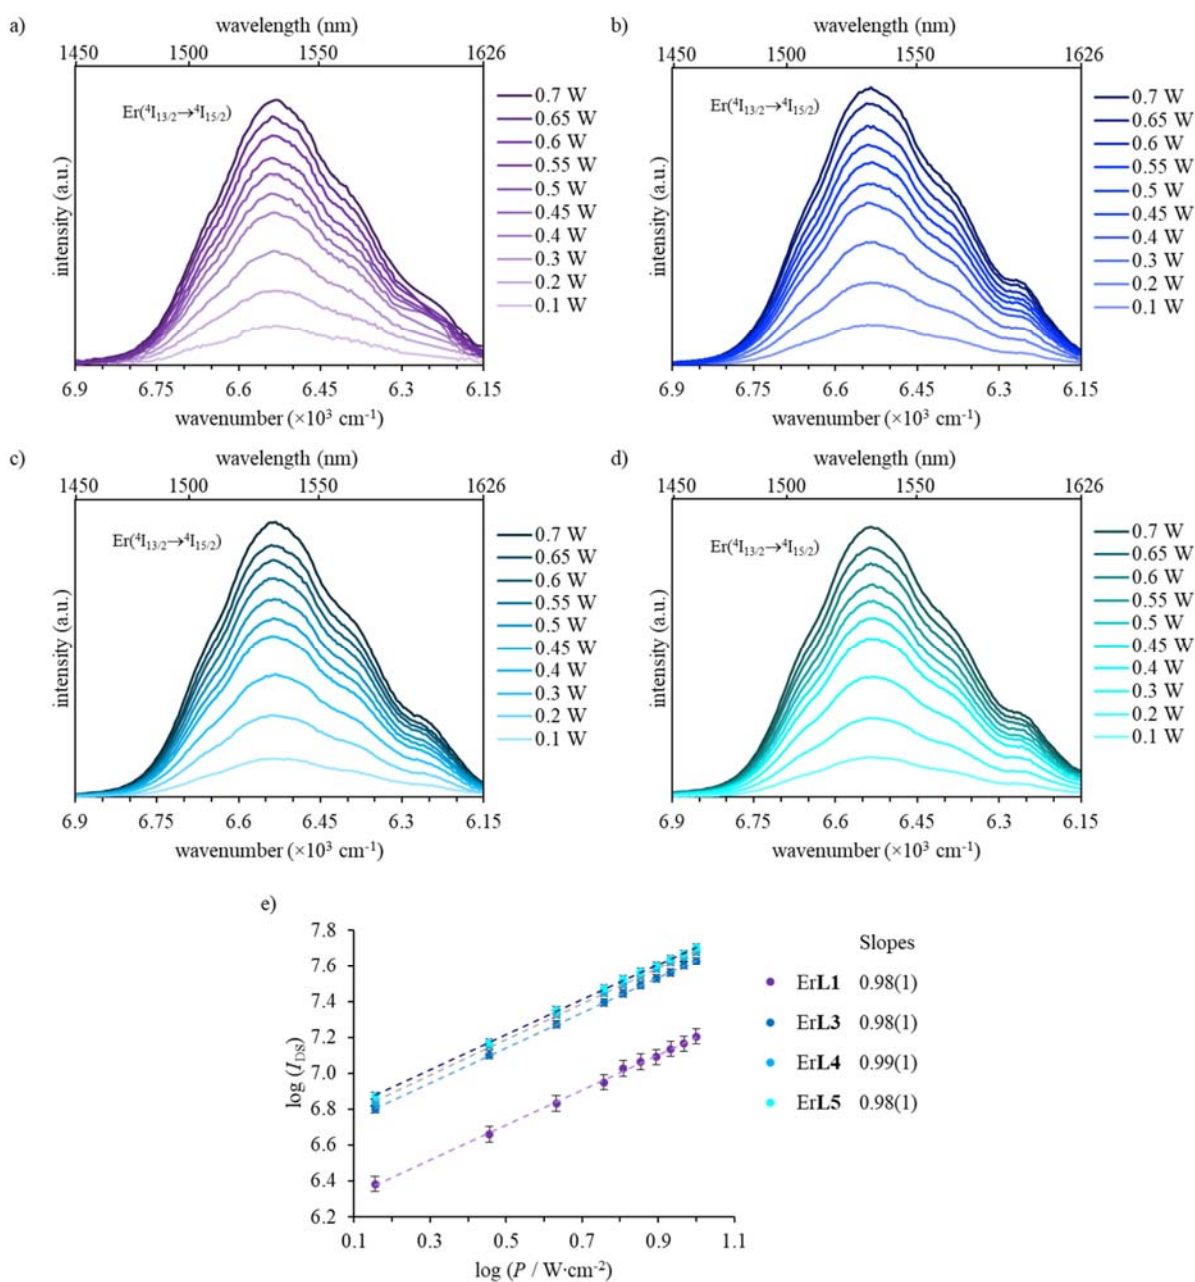 a)
wavelength (nm)
1450 1500 1550 1626
Er(⁴I₁₃/₂→⁴I₁₅/₂)
intensity (a.u.)
0.7 W
0.65 W
0.6 W
0.55 W
0.5 W
0.45 W
0.4 W
0.3 W
0.2 W
0.1 W
6.9 6.75 6.6 6.45 6.3 6.15
wavenumber (×10³ cm⁻¹)
b)
wavelength (nm)
1450 1500 1550 1626
Er(⁴I₁₃/₂→⁴I₁₅/₂)
intensity (a.u.)
0.7 W
0.65 W
0.6 W
0.55 W
0.5 W
0.45 W
0.4 W
0.3 W
0.2 W
0.1 W
6.9 6.75 6.6 6.45 6.3 6.15
wavenumber (×10³ cm⁻¹)
c)
wavelength (nm)
1450 1500 1550 1626
Er(⁴I₁₃/₂→⁴I₁₅/₂)
intensity (a.u.)
0.7 W
0.65 W
0.6 W
0.55 W
0.5 W
0.45 W
0.4 W
0.3 W
0.2 W
0.1 W
6.9 6.75 6.6 6.45 6.3 6.15
wavenumber (×10³ cm⁻¹)
d)
wavelength (nm)
1450 1500 1550 1626
Er(⁴I₁₃/₂→⁴I₁₅/₂)
intensity (a.u.)
0.7 W
0.65 W
0.6 W
0.55 W
0.5 W
0.45 W
0.4 W
0.3 W
0.2 W
0.1 W
6.9 6.75 6.6 6.45 6.3 6.15
wavenumber (×10³ cm⁻¹)
e)
7.8
7.6
7.4
7.2
7.0
6.8
6.6
6.4
6.2
log (I_DS)
0.1 0.3 0.5 0.7 0.9 1.1
log (P / W·cm⁻²)
Slopes
ErL1 0.98(1)
ErL3 0.98(1)
ErL4 0.99(1)
ErL5 0.98(1)